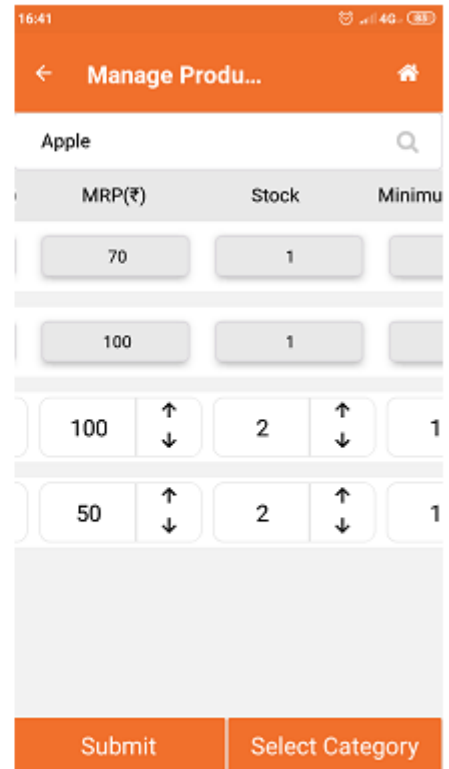 16:41 4G 83
Manage Produ...
Apple
MRP(₹) Stock Minimu
70 1
100 1
100 2 1
50 2 1
Submit Select Category